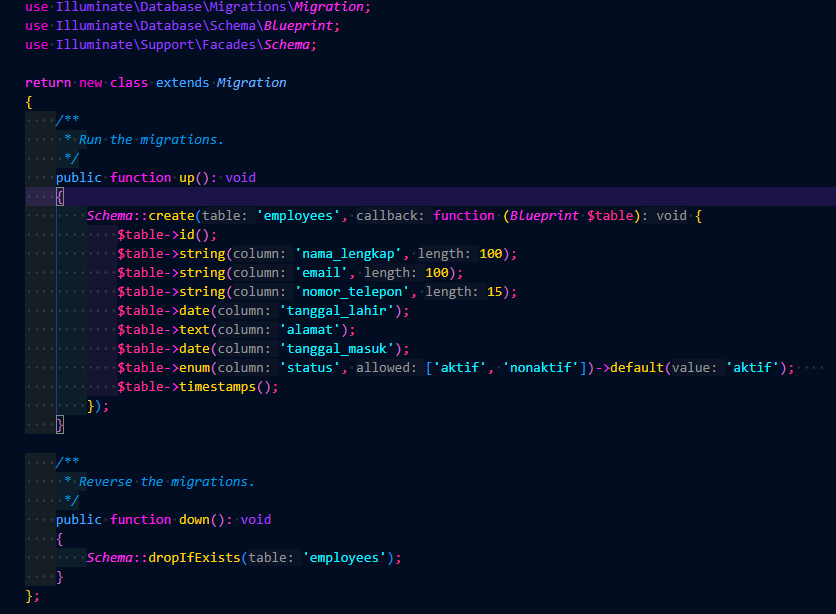 use Illuminate\Database\Migrations\Migration;
use Illuminate\Database\Schema\Blueprint;
use Illuminate\Support\Facades\Schema;
return new class extends Migration
{
/**
* Run the migrations.
*/
public function up(): void
{
Schema::create(table: 'employees', callback: function (Blueprint $table): void {
$table->id();
$table->string(column: 'nama_lengkap', length: 100);
$table->string(column: 'email', length: 100);
$table->string(column: 'nomor_telepon', length: 15);
$table->date(column: 'tanggal_lahir');
$table->text(column: 'alamat');
$table->date(column: 'tanggal_masuk');
$table->enum(column: 'status', allowed: ['aktif', 'nonaktif'])->default(value: 'aktif');
$table->timestamps();
});
}
/**
* Reverse the migrations.
*/
public function down(): void
{
Schema::dropIfExists(table: 'employees');
}
};